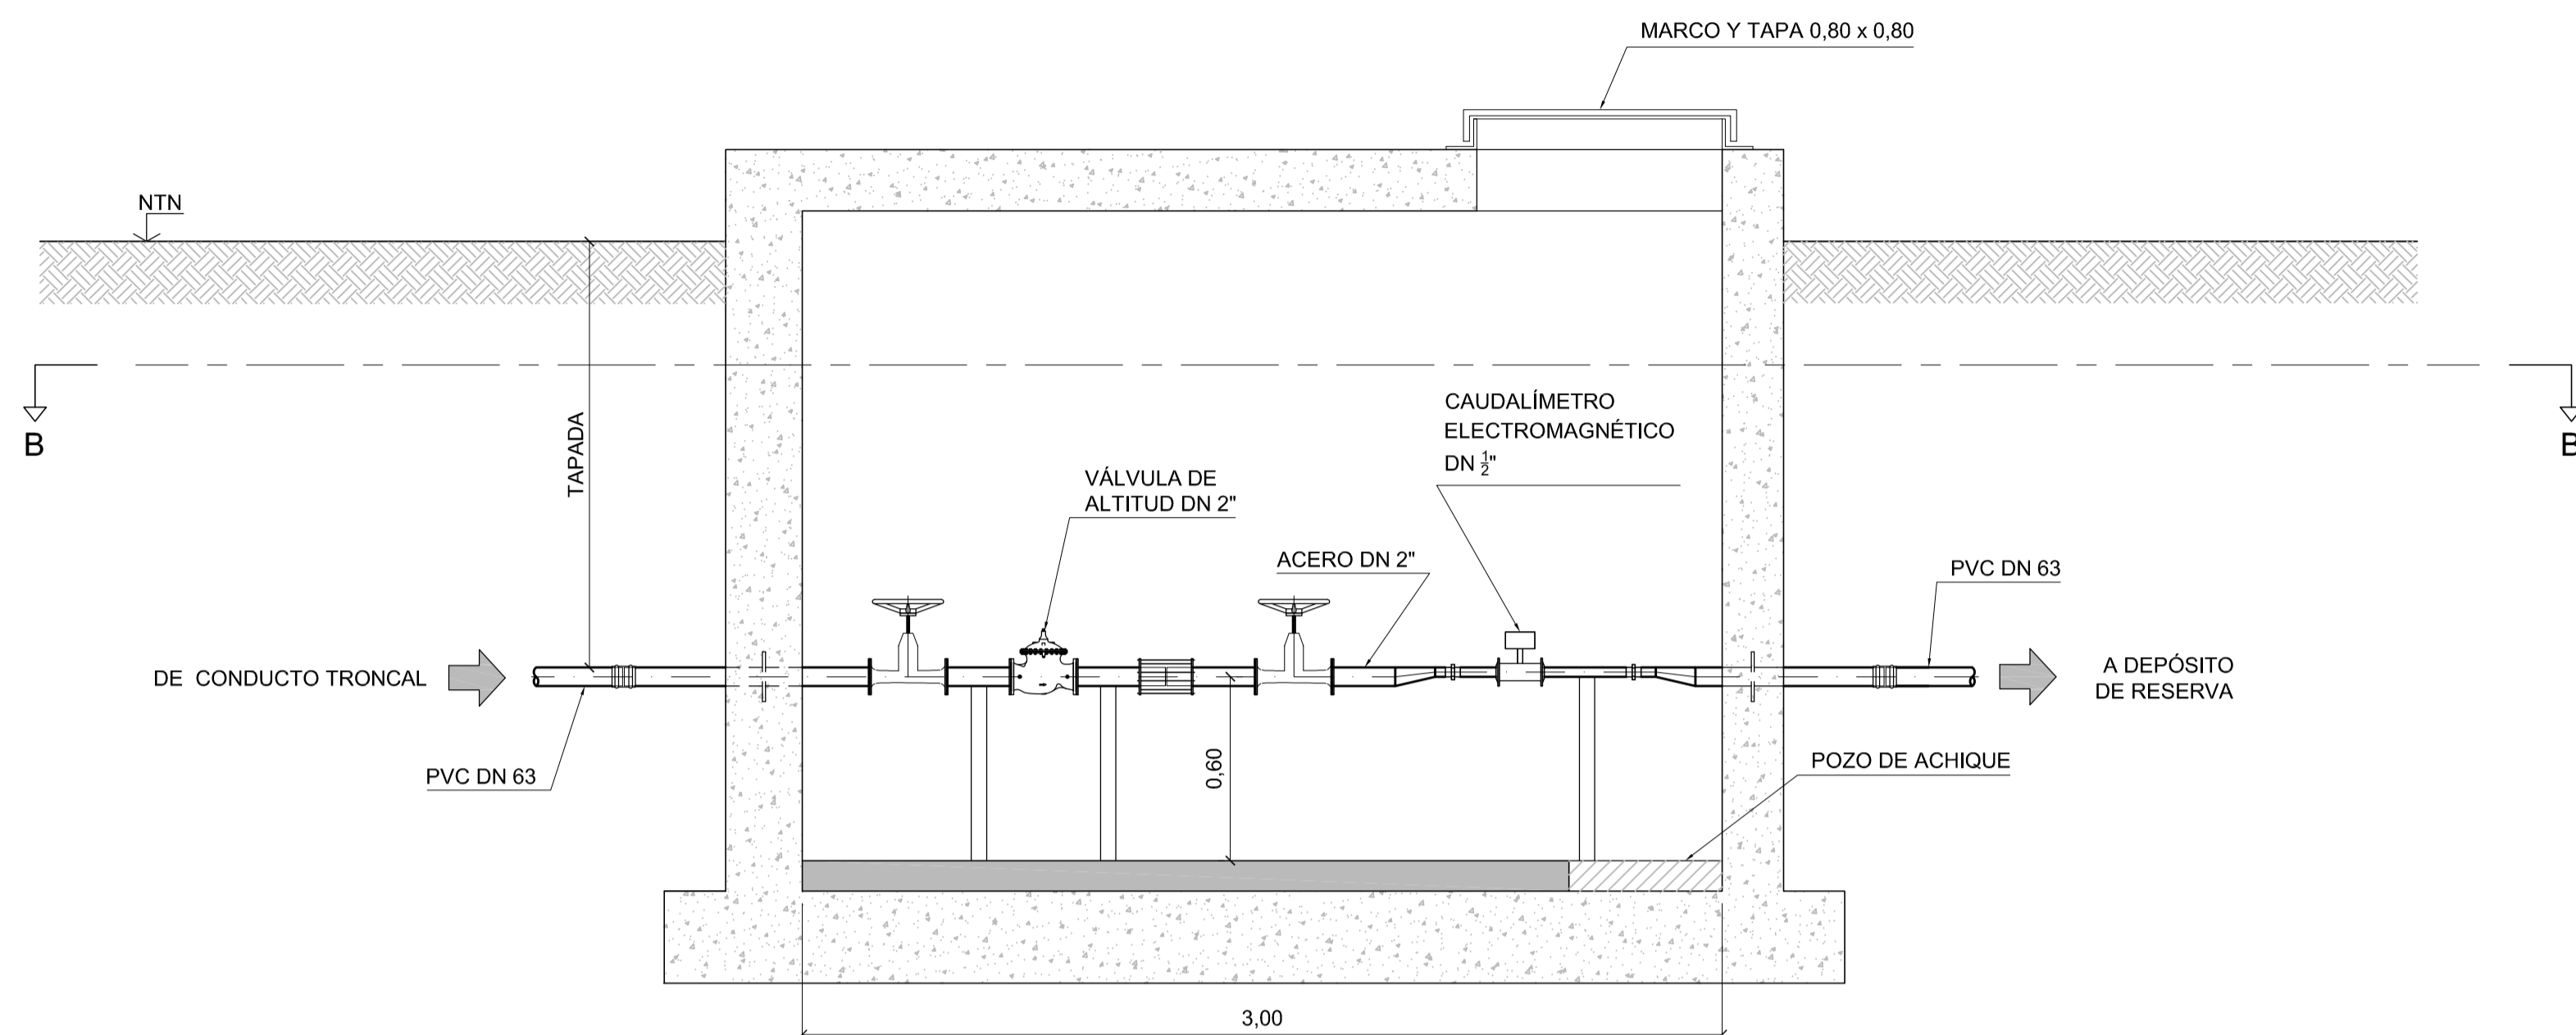 MARCO Y TAPA 0,80 x 0,80
NTN
TAPADA
B
B
CAUDALÍMETRO
ELECTROMAGNÉTICO
DN ½"
VÁLVULA DE
ALTITUD DN 2"
ACERO DN 2"
PVC DN 63
DE CONDUCTO TRONCAL
A DEPÓSITO
DE RESERVA
PVC DN 63
0,60
POZO DE ACHIQUE
3,00